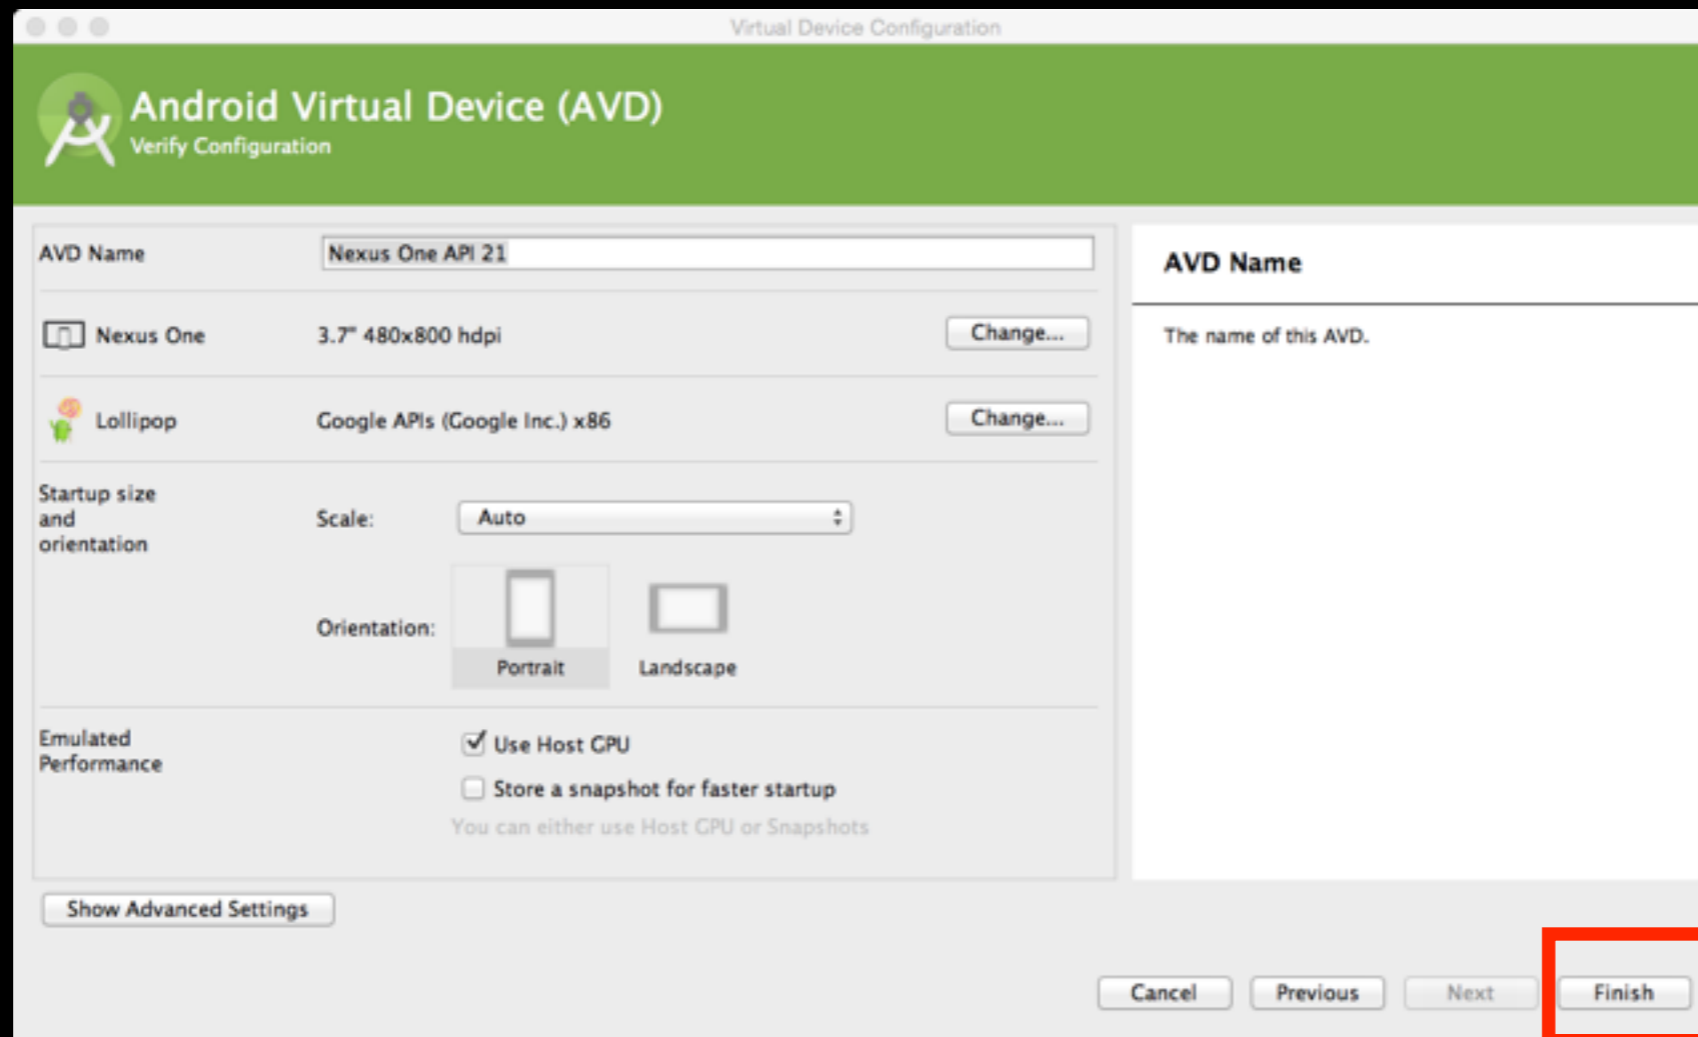 Virtual Device Configuration
Android Virtual Device (AVD)
Verify Configuration
AVD Name
Nexus One API 21
Nexus One
3.7" 480x800 hdpi
Change...
Lollipop
Google APIs (Google Inc.) x86
Change...
Startup size
and
orientation
Scale:
Auto
Orientation:
Portrait
Landscape
Emulated
Performance
Use Host GPU
Store a snapshot for faster startup
You can either use Host GPU or Snapshots
AVD Name
The name of this AVD.
Show Advanced Settings
Cancel
Previous
Next
Finish